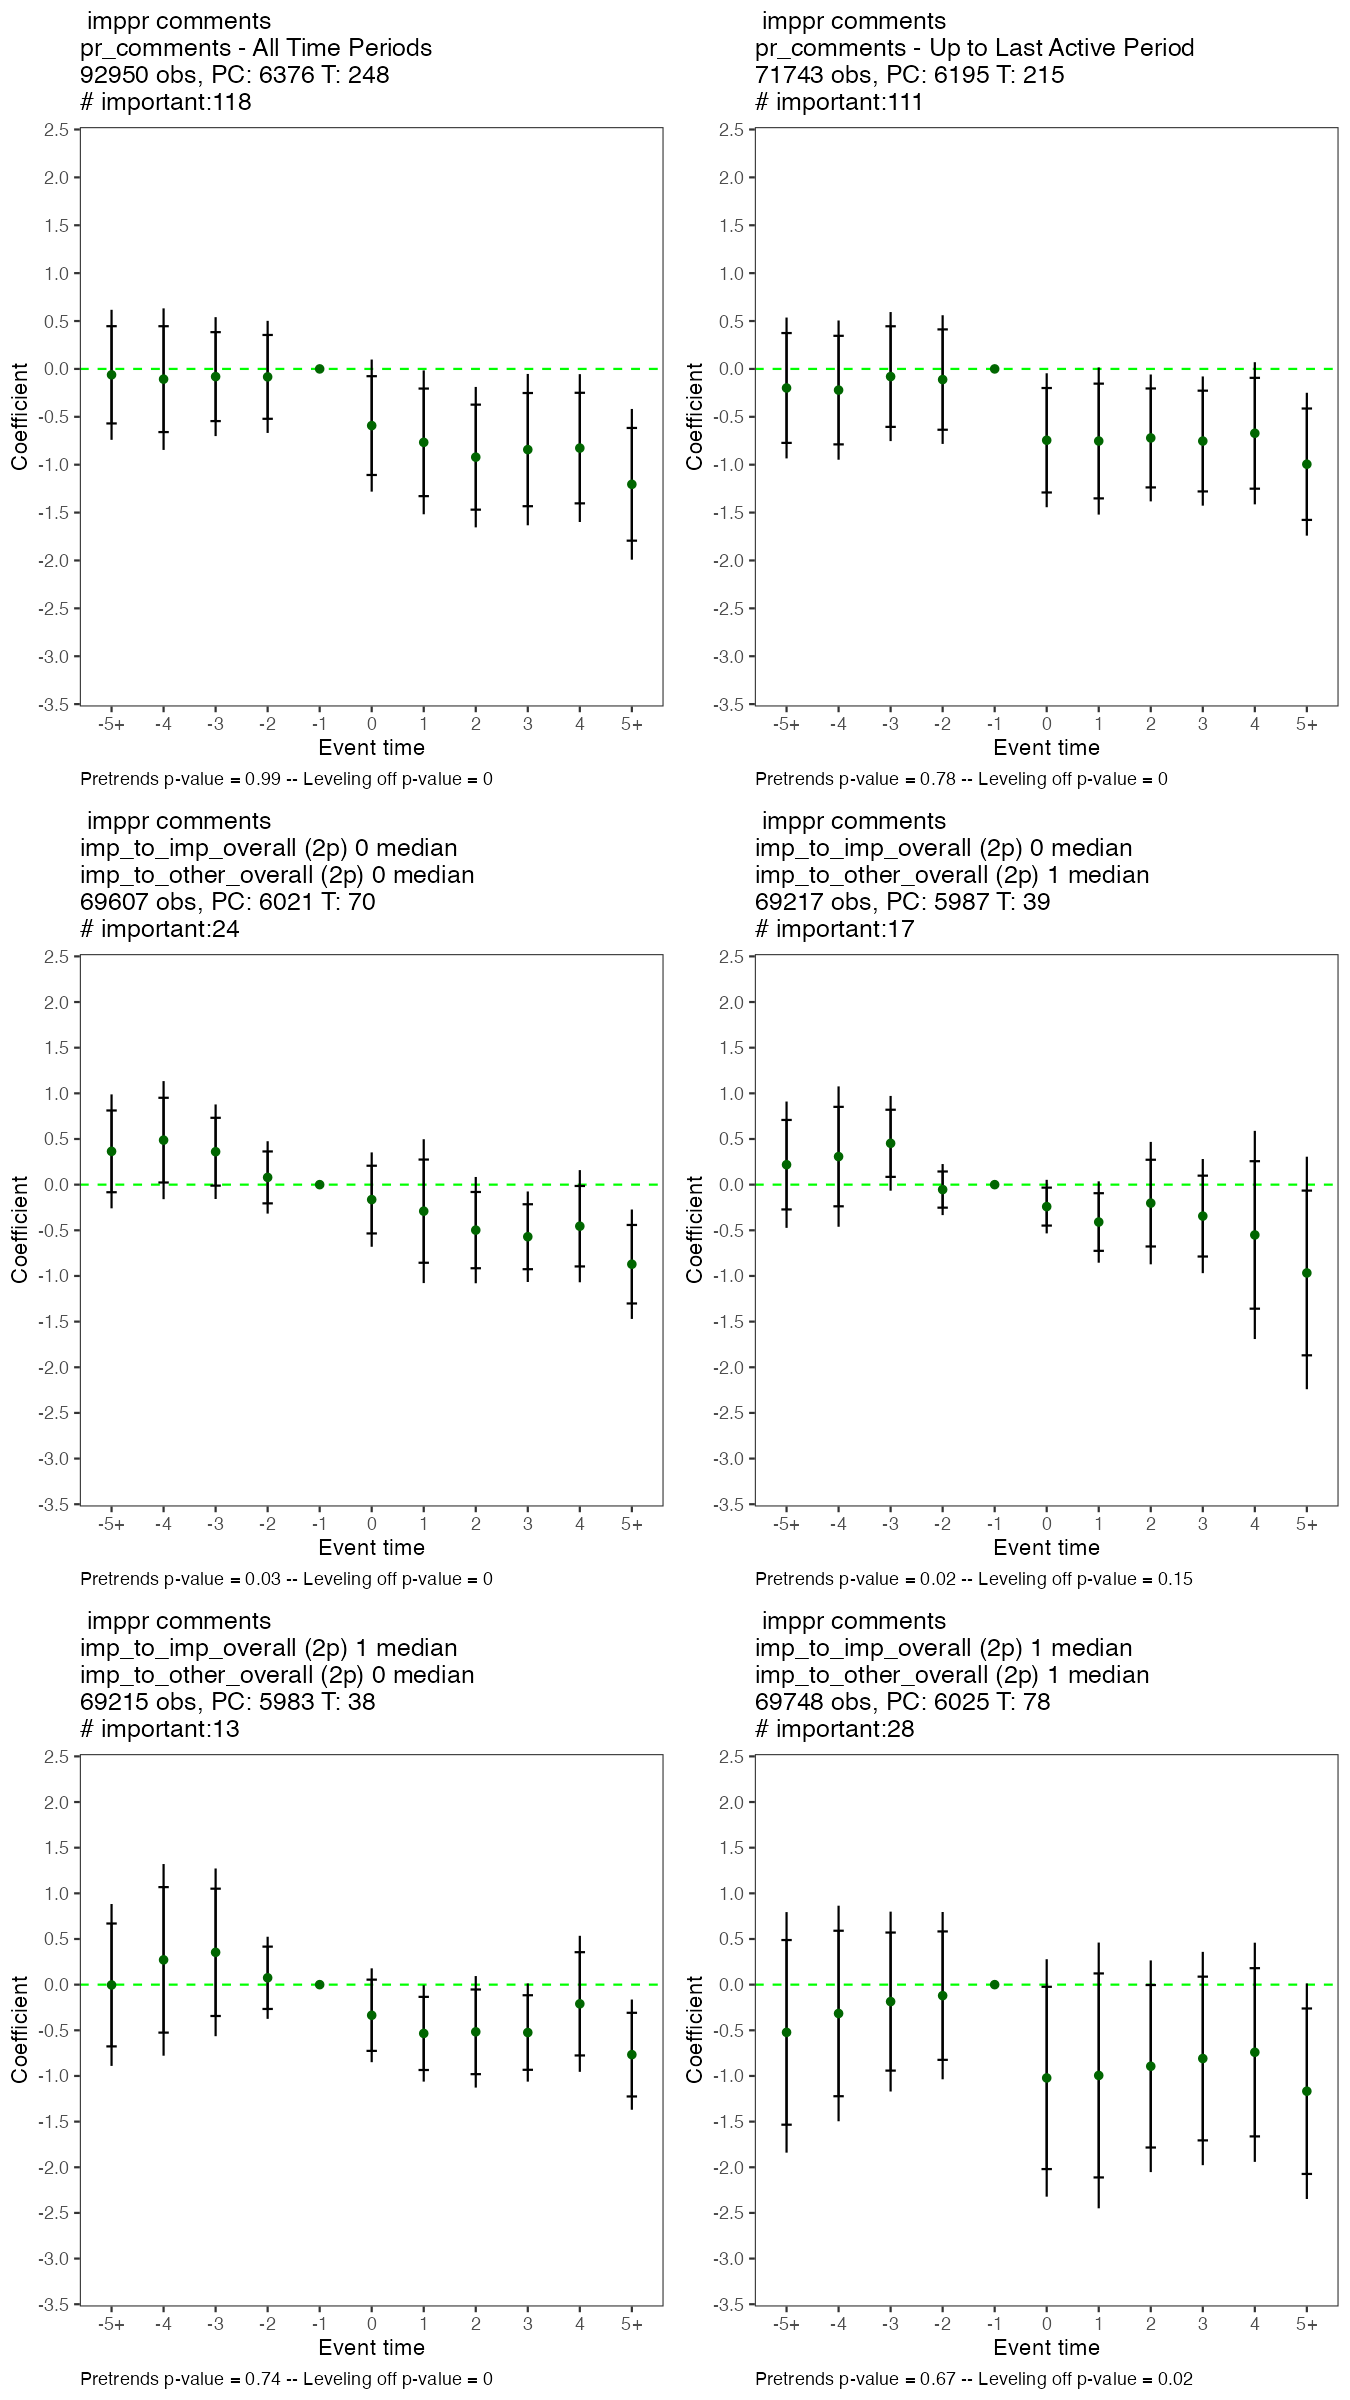 imppr comments
pr_comments - All Time Periods
92950 obs, PC: 6376 T: 248
# important:118
2.5
2.0
1.5
1.0
0.5
0.0
-0.5
-1.0
-1.5
-2.0
-2.5
-3.0
-3.5
Coefficient
-5+ -4 -3 -2 -1 0 1 2 3 4 5+
Event time
Pretrends p-value = 0.99 -- Leveling off p-value = 0
imppr comments
pr_comments - Up to Last Active Period
71743 obs, PC: 6195 T: 215
# important:111
2.5
2.0
1.5
1.0
0.5
0.0
-0.5
-1.0
-1.5
-2.0
-2.5
-3.0
-3.5
Coefficient
-5+ -4 -3 -2 -1 0 1 2 3 4 5+
Event time
Pretrends p-value = 0.78 -- Leveling off p-value = 0
imppr comments
imp_to_imp_overall (2p) 0 median
imp_to_other_overall (2p) 0 median
69607 obs, PC: 6021 T: 70
# important:24
2.5
2.0
1.5
1.0
0.5
0.0
-0.5
-1.0
-1.5
-2.0
-2.5
-3.0
-3.5
Coefficient
-5+ -4 -3 -2 -1 0 1 2 3 4 5+
Event time
Pretrends p-value = 0.03 -- Leveling off p-value = 0
imppr comments
imp_to_imp_overall (2p) 0 median
imp_to_other_overall (2p) 1 median
69217 obs, PC: 5987 T: 39
# important:17
2.5
2.0
1.5
1.0
0.5
0.0
-0.5
-1.0
-1.5
-2.0
-2.5
-3.0
-3.5
Coefficient
-5+ -4 -3 -2 -1 0 1 2 3 4 5+
Event time
Pretrends p-value = 0.02 -- Leveling off p-value = 0.15
imppr comments
imp_to_imp_overall (2p) 1 median
imp_to_other_overall (2p) 0 median
69215 obs, PC: 5983 T: 38
# important:13
2.5
2.0
1.5
1.0
0.5
0.0
-0.5
-1.0
-1.5
-2.0
-2.5
-3.0
-3.5
Coefficient
-5+ -4 -3 -2 -1 0 1 2 3 4 5+
Event time
Pretrends p-value = 0.74 -- Leveling off p-value = 0
imppr comments
imp_to_imp_overall (2p) 1 median
imp_to_other_overall (2p) 1 median
69748 obs, PC: 6025 T: 78
# important:28
2.5
2.0
1.5
1.0
0.5
0.0
-0.5
-1.0
-1.5
-2.0
-2.5
-3.0
-3.5
Coefficient
-5+ -4 -3 -2 -1 0 1 2 3 4 5+
Event time
Pretrends p-value = 0.67 -- Leveling off p-value = 0.02